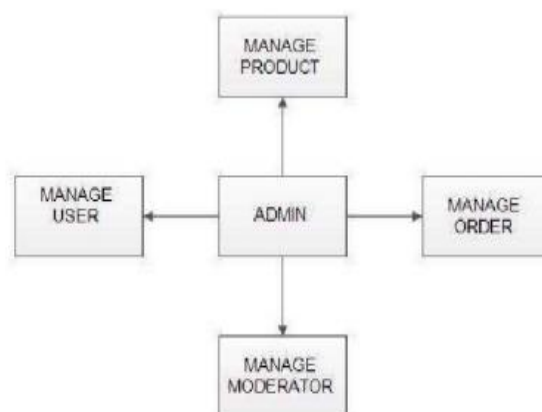 MANAGE
PRODUCT
MANAGE
USER
ADMIN
MANAGE
ORDER
MANAGE
MODERATOR